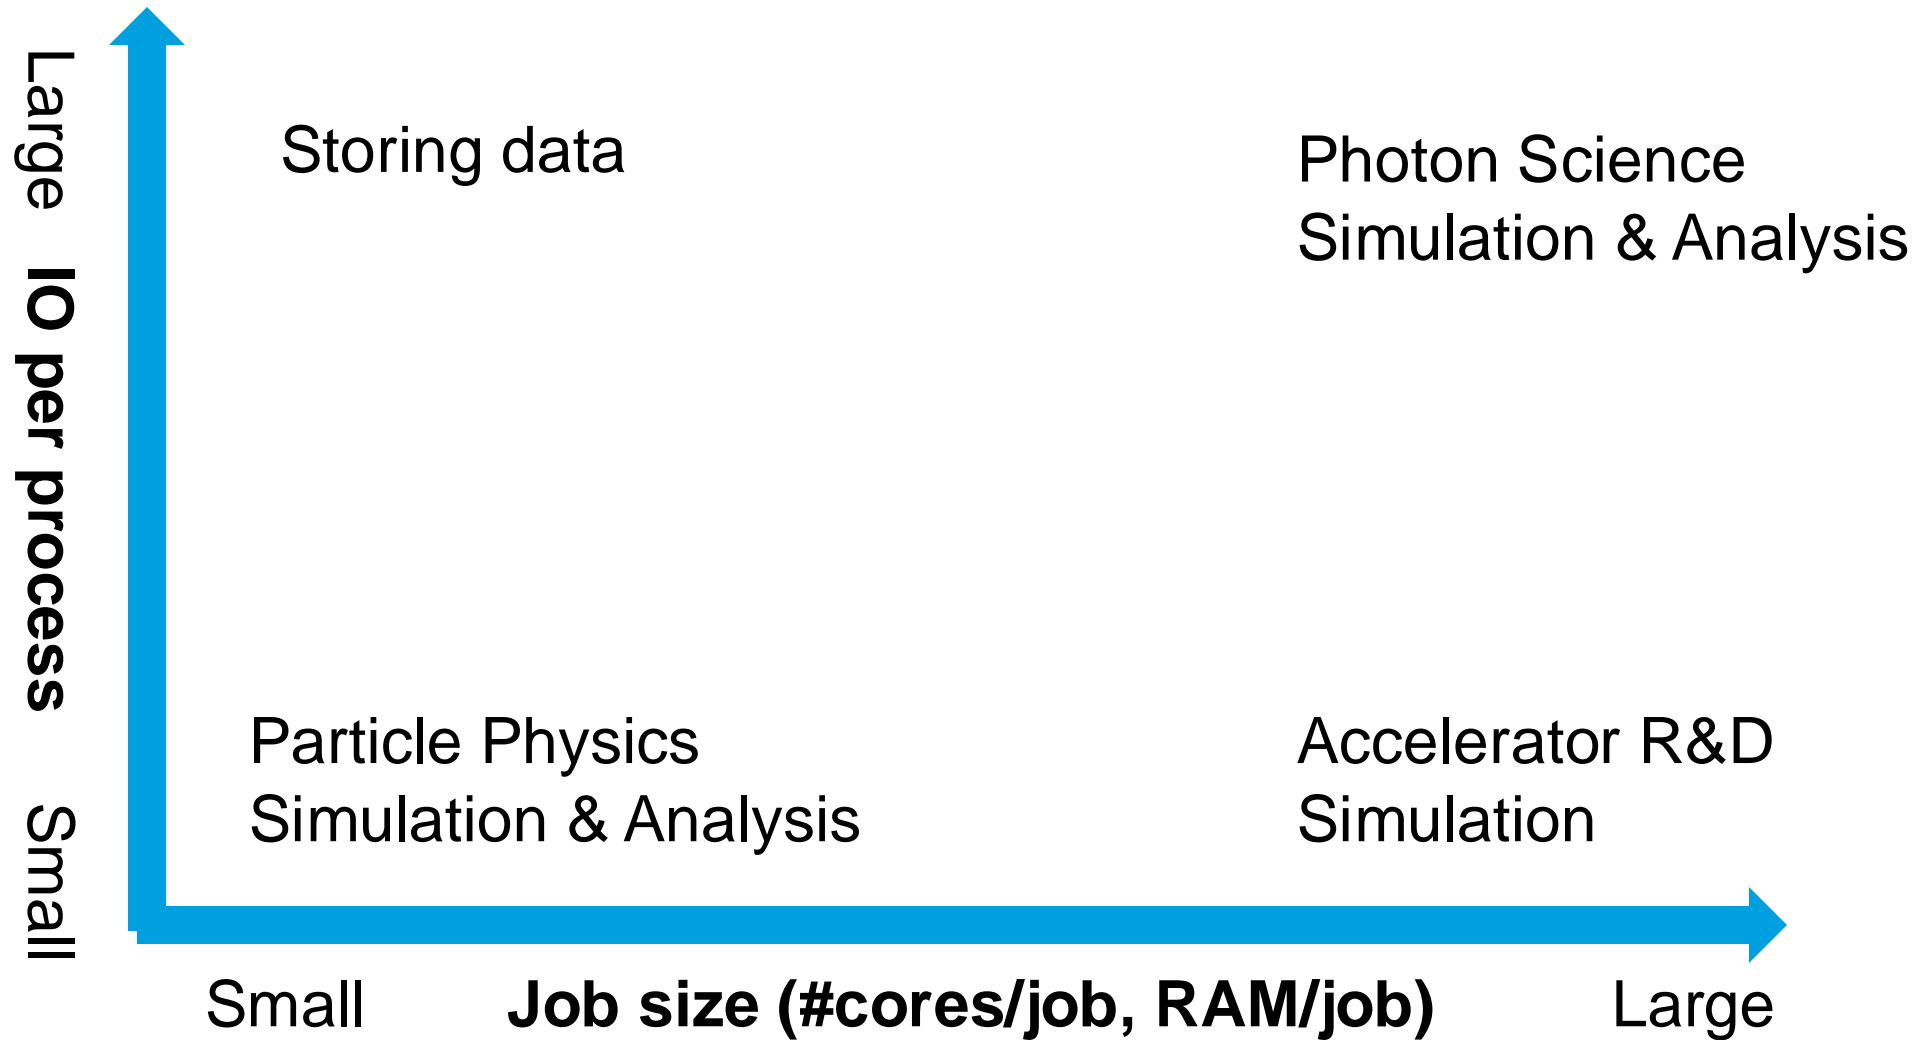 Large
IO per process
Small
Storing data
Photon Science
Simulation & Analysis
Particle Physics
Simulation & Analysis
Accelerator R&D
Simulation
Small
Job size (#cores/job, RAM/job)
Large